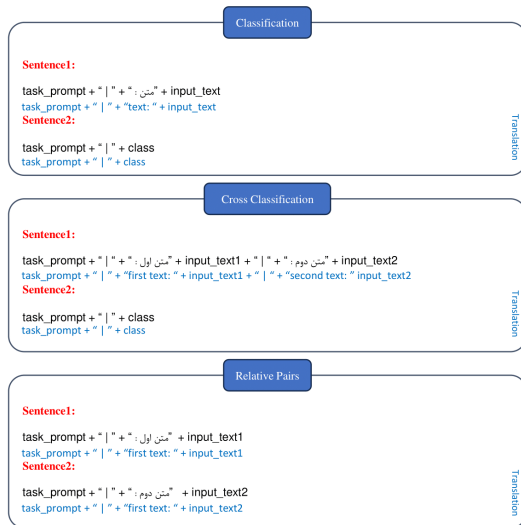 Classification
Sentence1:
task_prompt + “ | ” + “ : متن” + input_text
task_prompt + “ | ” + “text: “ + input_text
Sentence2:
task_prompt + “ | ” + class
task_prompt + “ | ” + class
Translation
Cross Classification
Sentence1:
task_prompt + “ | ” + “ : متن اول” + input_text1 + “ | ” + “ : متن دوم” + input_text2
task_prompt + “ | ” + “first text: “ + input_text1 + “ | ” + “second text: ” input_text2
Sentence2:
task_prompt + “ | ” + class
task_prompt + “ | ” + class
Translation
Relative Pairs
Sentence1:
task_prompt + “ | ” + “ : متن اول” + input_text1
task_prompt + “ | ” + “first text: “ + input_text1
Sentence2:
task_prompt + “ | ” + “ : متن دوم” + input_text2
task_prompt + “ | ” + “first text: “ + input_text2
Translation